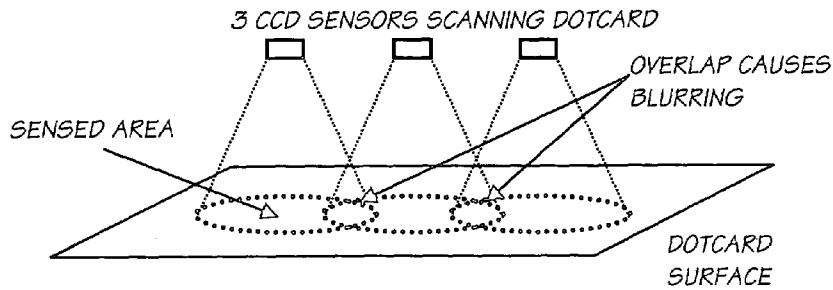 3 CCD SENSORS SCANNING DOTCARD
OVERLAP CAUSES
BLURRING
SENSED AREA
DOTCARD
SURFACE